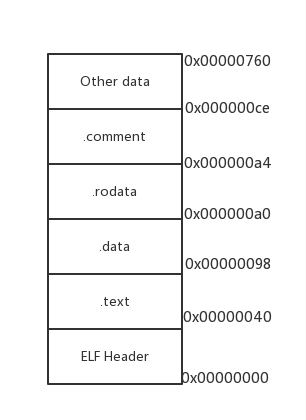 0x00000760
Other data
0x000000ce
.comment
0x000000a4
.rodata
0x000000a0
.data
0x00000098
.text
0x00000040
ELF Header
0x00000000